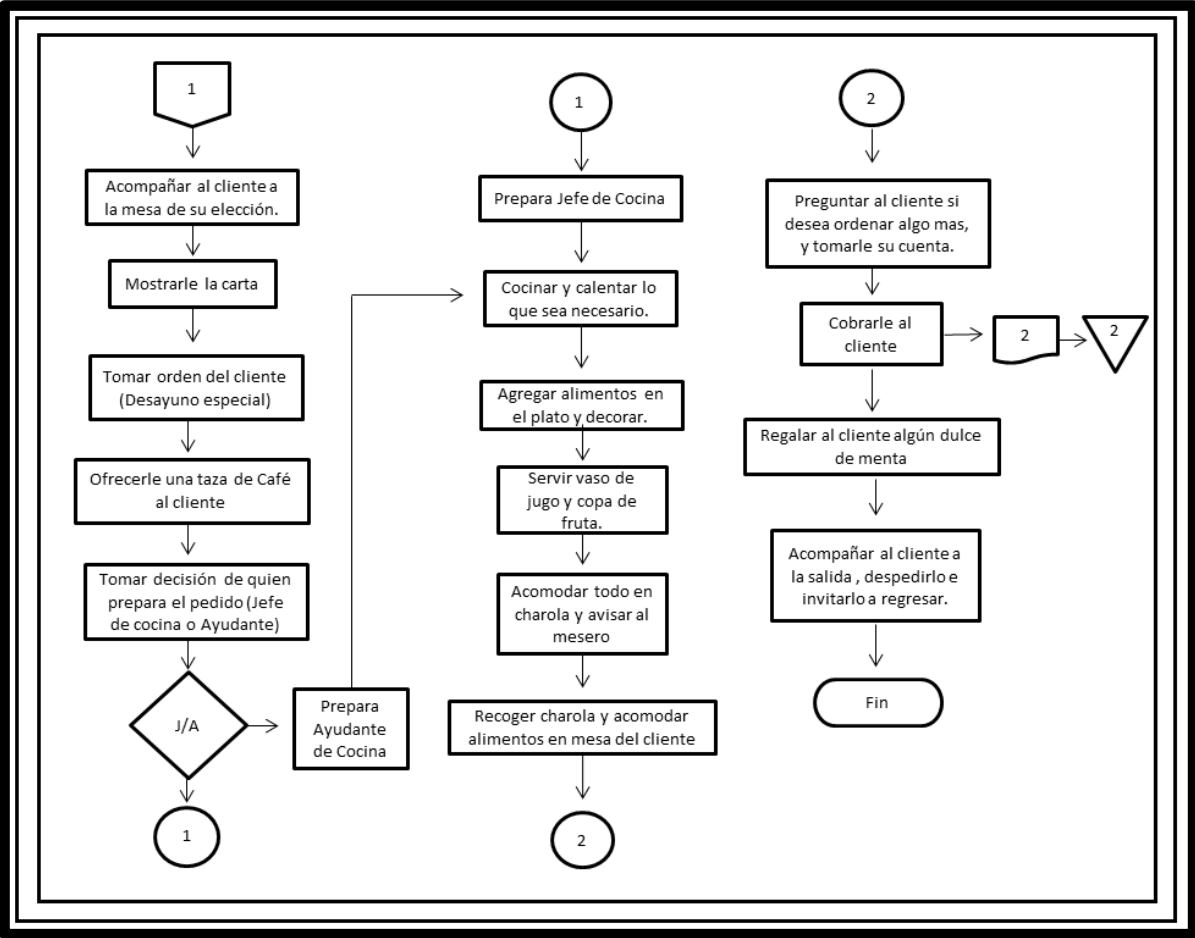 1
Acompañar al cliente a
la mesa de su elección.
Mostrarle la carta
Tomar orden del cliente
(Desayuno especial)
Ofrecerle una taza de Café
al cliente
Tomar decisión de quien
prepara el pedido (Jefe
de cocina o Ayudante)
J/A
Prepara
Ayudante
de Cocina
1
1
Prepara Jefe de Cocina
Cocinar y calentar lo
que sea necesario.
Agregar alimentos en
el plato y decorar.
Servir vaso de
jugo y copa de
fruta.
Acomodar todo en
charola y avisar al
mesero
Recoger charola y acomodar
alimentos en mesa del cliente
2
2
Preguntar al cliente si
desea ordenar algo mas,
y tomarle su cuenta.
Cobrarle al
cliente
2
2
Regalar al cliente algún dulce
de menta
Acompañar al cliente a
la salida , despedirlo e
invitarlo a regresar.
Fin